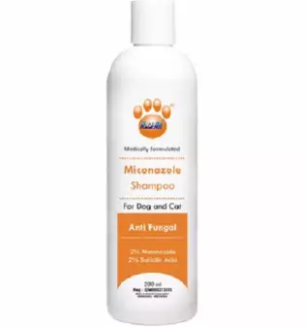 Medically Formulated
Miconazole
Shampoo
For Dog and Cat
Anti Fungal
2% Miconazole
2% Salicylic Acid
200 ml